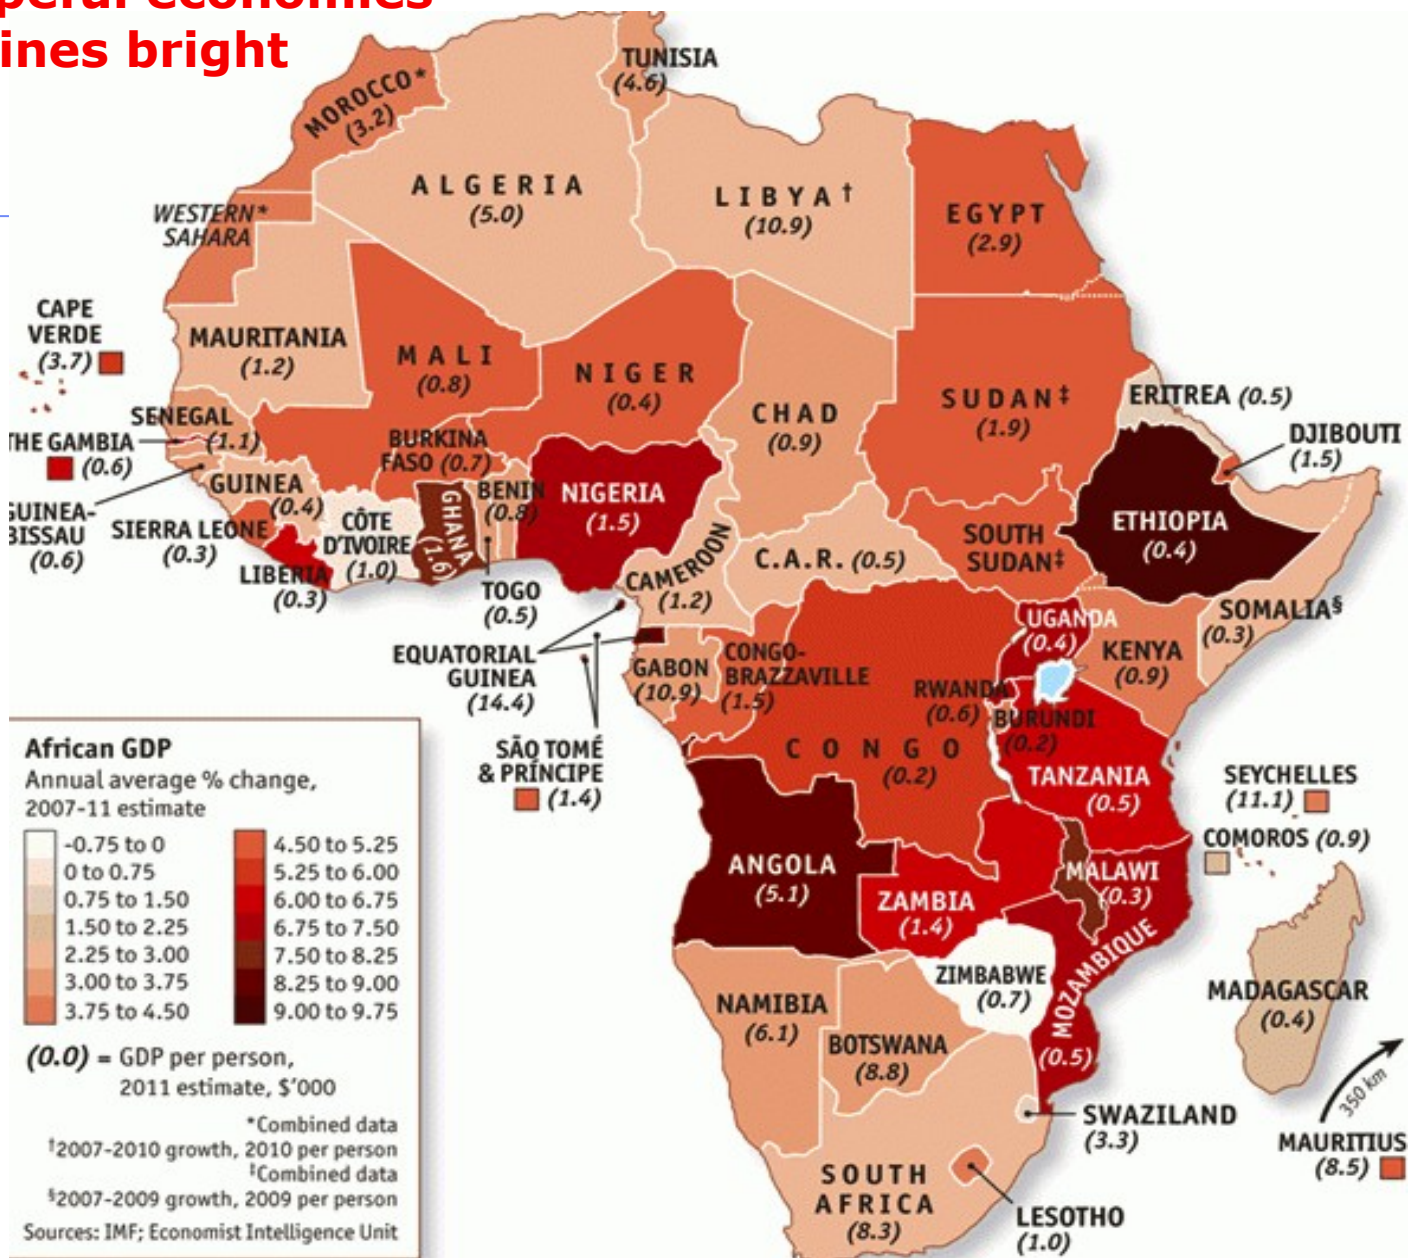 ines bright
TUNISIA
(4.6)
MOROCCO*
(3.2)
ALGERIA
(5.0)
LIBYA†
(10.9)
EGYPT
(2.9)
WESTERN*
SAHARA
CAPE
VERDE
(3.7)
MAURITANIA
(1.2)
MALI
(0.8)
NIGER
(0.4)
CHAD
(0.9)
SUDAN‡
(1.9)
ERITREA (0.5)
DJIBOUTI
(1.5)
SENEGAL
(1.1)
THE GAMBIA
(0.6)
BURKINA
FASO (0.7)
GUINEA
(0.4)
GUINEA-
BISSAU
(0.6)
SIERRA LEONE
(0.3)
LIBERIA
(0.3)
CÔTE
D'IVOIRE
(1.0)
GHANA
(1.6)
BENIN
(0.8)
TOGO
(0.5)
NIGERIA
(1.5)
CAMEROON
(1.2)
C.A.R. (0.5)
SOUTH
SUDAN‡
ETHIOPIA
(0.4)
SOMALIA§
(0.3)
UGANDA
(0.4)
KENYA
(0.9)
EQUATORIAL
GUINEA
(14.4)
GABON
(10.9)
CONGO-
BRAZZAVILLE
(1.5)
RWANDA
(0.6)
BURUNDI
(0.2)
CONGO
(0.2)
TANZANIA
(0.5)
SÃO TOMÉ
& PRÍNCIPE
(1.4)
SEYCHELLES
(11.1)
COMOROS (0.9)
ANGOLA
(5.1)
ZAMBIA
(1.4)
MALAWI
(0.3)
MOZAMBIQUE
(0.5)
ZIMBABWE
(0.7)
MADAGASCAR
(0.4)
NAMIBIA
(6.1)
BOTSWANA
(8.8)
350 km
MAURITIUS
(8.5)
SWAZILAND
(3.3)
SOUTH
AFRICA
(8.3)
LESOTHO
(1.0)
African GDP
Annual average % change,
2007-11 estimate
-0.75 to 0
0 to 0.75
0.75 to 1.50
1.50 to 2.25
2.25 to 3.00
3.00 to 3.75
3.75 to 4.50
4.50 to 5.25
5.25 to 6.00
6.00 to 6.75
6.75 to 7.50
7.50 to 8.25
8.25 to 9.00
9.00 to 9.75
(0.0) = GDP per person,
2011 estimate, $'000
*Combined data
†2007-2010 growth, 2010 per person
‡Combined data
§2007-2009 growth, 2009 per person
Sources: IMF; Economist Intelligence Unit